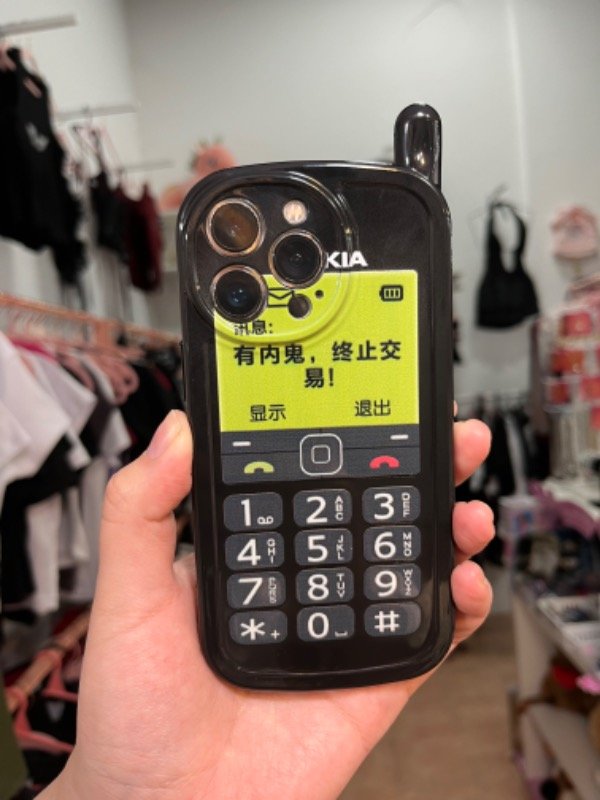 KIA
讯息:
有内鬼，终止交
易!
显示 退出
1 2 ABC 3 DEF
4 GHI 5 JKL 6 MNO
7 8 TUV 9 WXYZ
* + 0 #